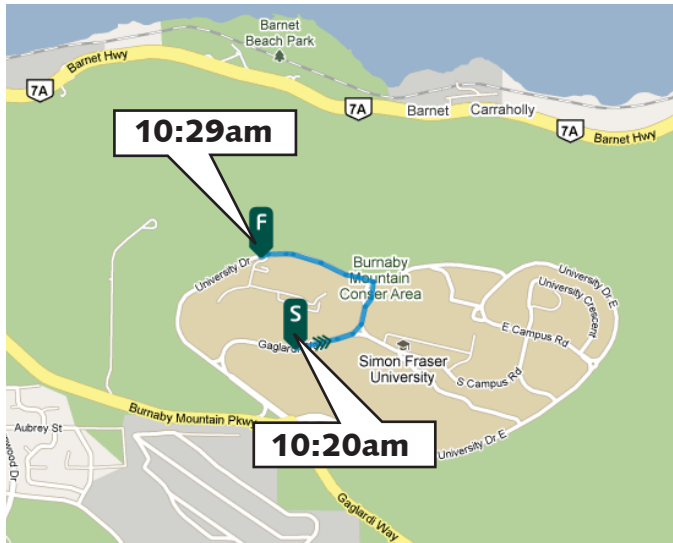 Barnet
Beach Park
Barnet Hwy
7A
7A
Barnet
Carraholly
7A
Barnet Hwy
10:29am
F
University Dr
Burnaby
Mountain
Conser Area
University Dr E
University Crescent
S
Gaglardi
E Campus Rd
Simon Fraser
University
S Campus Rd
Burnaby Mountain Pkwy
Aubrey St
wood Dr
10:20am
University Dr E
Gaglardi Way